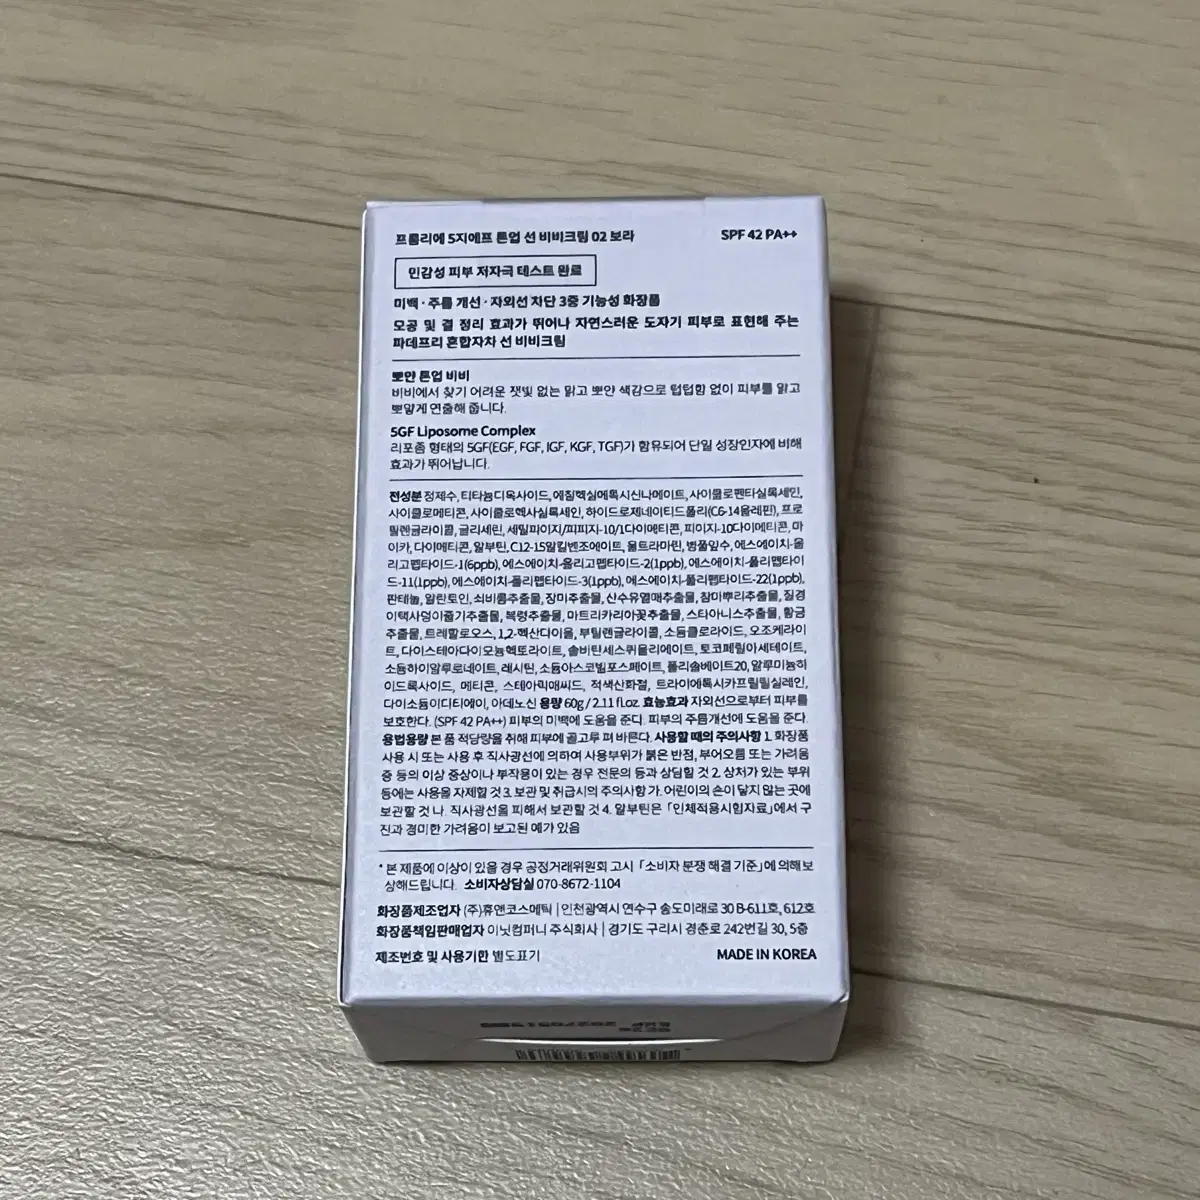 프롬리에 5지에프 톤업 선 비비크림 02 보라 SPF 42 PA++
민감성 피부 저자극 테스트 완료
미백·주름 개선·자외선 차단 3중 기능성 화장품
모공 및 결 정리 효과가 뛰어나 자연스러운 도자기 피부로 표현해 주는
파데프리 혼합자차 선 비비크림
뽀얀 톤업 비비
비비에서 찾기 어려운 잿빛 없는 맑고 뽀얀 색감으로 텁텁함 없이 피부를 맑고
뽀얗게 연출해 줍니다.
5GF Liposome Complex
리포좀 형태의 5GF(EGF, FGF, IGF, KGF, TGF)가 함유되어 단일 성장인자에 비해
효과가 뛰어납니다.
전성분 정제수, 티타늄디옥사이드, 에칠헥실메톡시신나메이트, 사이클로펜타실록세인,
사이클로메티콘, 사이클로헥사실록세인, 하이드로제네이티드폴리(C6-14올레핀), 프로
필렌글라이콜, 글리세린, 세틸피이지/피피지-10/1다이메티콘, 피이지-10다이메티콘, 마
이카, 다이메티콘, 알부틴, C12-15알킬벤조에이트, 울트라마린, 병풀잎수, 에스에이치-올
리고펩타이드-1(6ppb), 에스에이치-올리고펩타이드-2(1ppb), 에스에이치-폴리펩타이
드-11(1ppb), 에스에이치-폴리펩타이드-3(1ppb), 에스에이치-폴리펩타이드-22(1ppb),
판테놀, 알란토인, 쇠비름추출물, 장미추출물, 산수유열매추출물, 참마뿌리추출물, 질경
이택사덩이줄기추출물, 복령추출물, 마트리카리아꽃추출물, 스타아니스추출물, 황금
추출물, 트레할로오스, 1,2-헥산다이올, 부틸렌글라이콜, 소듐클로라이드, 오조케라이
트, 다이스테아다이모늄헥토라이트, 솔비탄세스퀴올리에이트, 토코페릴아세테이트,
소듐하이알루로네이트, 레시틴, 소듐아스코빌포스페이트, 폴리솔베이트20, 알루미늄하
이드록사이드, 메티콘, 스테아릭애씨드, 적색산화철, 트라이에톡시카프릴릴실레인,
다이소듐이디티에이, 아데노신 용량 60g / 2.11 fl.oz. 효능효과 자외선으로부터 피부를
보호한다. (SPF 42 PA++) 피부의 미백에 도움을 준다. 피부의 주름개선에 도움을 준다.
용법용량 본 품 적당량을 취해 피부에 골고루 펴 바른다. 사용할 때의 주의사항 1. 화장품
사용 시 또는 사용 후 직사광선에 의하여 사용부위가 붉은 반점, 부어오름 또는 가려움
증 등의 이상 증상이나 부작용이 있는 경우 전문의 등과 상담할 것 2. 상처가 있는 부위
등에는 사용을 자제할 것 3. 보관 및 취급시의 주의사항 가. 어린이의 손이 닿지 않는 곳에
보관할 것 나. 직사광선을 피해서 보관할 것 4. 알부틴은 「인체적용시험자료」에서 구
진과 경미한 가려움이 보고된 예가 있음
* 본 제품에 이상이 있을 경우 공정거래위원회 고시 「소비자 분쟁 해결 기준」에 의해 보
상해드립니다. 소비자상담실 070-8672-1104
화장품제조업자 (주)휴앤코스메틱 | 인천광역시 연수구 송도미래로 30 B-611호, 612호
화장품책임판매업자 이닛컴퍼니 주식회사 | 경기도 구리시 경춘로 242번길 30, 5층
제조번호 및 사용기한 별도표기 MADE IN KOREA